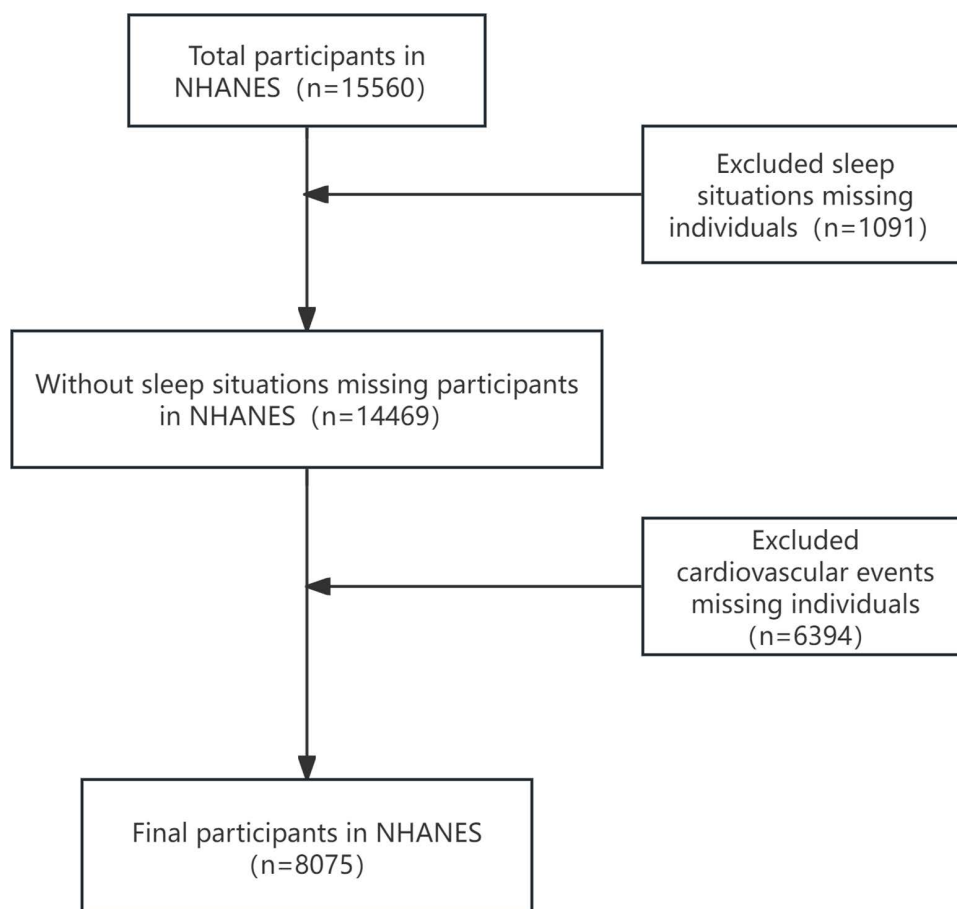 Total participants in
NHANES（n=15560）
Excluded sleep
situations missing
individuals（n=1091）
Without sleep situations missing participants
in NHANES（n=14469）
Excluded
cardiovascular events
missing individuals
（n=6394）
Final participants in NHANES
（n=8075）